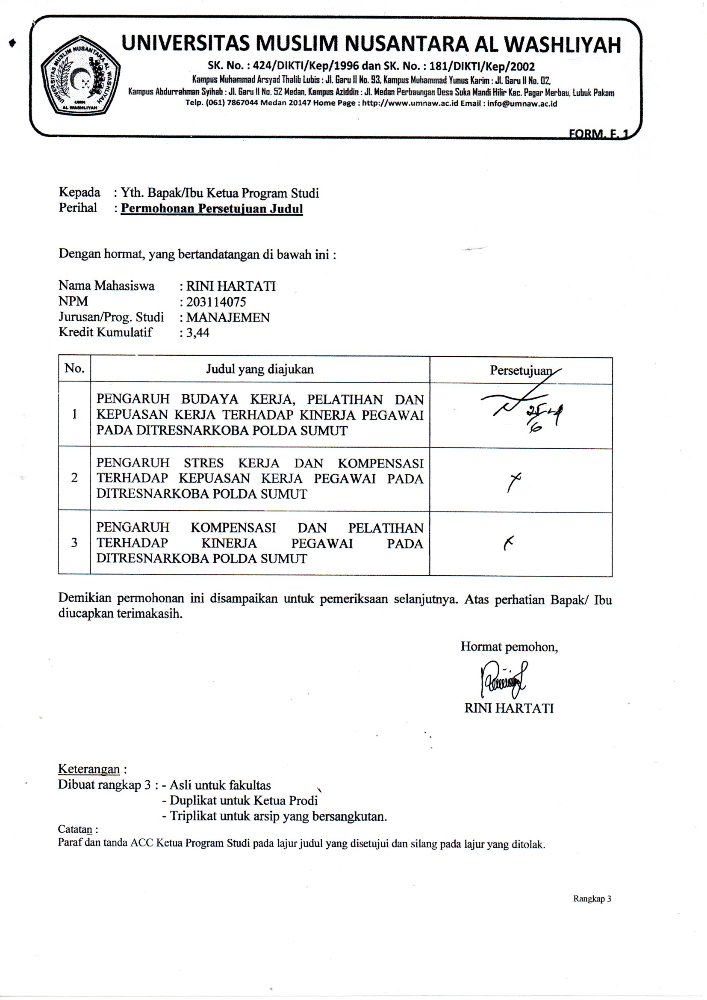 UNIVERSITAS MUSLIM NUSANTARA AL WASHLIYAH
SK. No. : 424/DIKTI/Kep/1996 dan SK. No. : 181/DIKTI/Kep/2002
Kampus Muhammad Arsyad Thalib Lubis : Jl. Garu II No. 93, Kampus Muhammad Yunus Karim : Jl. Garu II No. 02,
Kampus Abdurrahman Syihab : Jl. Garu II No. 52 Medan, Kampus Aziddin : Jl. Medan Perbaungan Desa Suka Mandi Hilir Kec. Pagar Merbau, Lubuk Pakam
Telp. (061) 7867044 Medan 20147 Home Page : http://www.umnaw.ac.id Email : info@umnaw.ac.id
UNIVERSITAS MUSLIM NUSANTARA AL WASHLIYAH
UMN
AL WASHLIYAH
FORM. F. 1
Kepada : Yth. Bapak/Ibu Ketua Program Studi
Perihal : Permohonan Persetujuan Judul
Dengan hormat, yang bertandatangan di bawah ini :
Nama Mahasiswa : RINI HARTATI
NPM : 203114075
Jurusan/Prog. Studi : MANAJEMEN
Kredit Kumulatif : 3,44
No. Judul yang diajukan Persetujuan
1 PENGARUH BUDAYA KERJA, PELATIHAN DAN
KEPUASAN KERJA TERHADAP KINERJA PEGAWAI
PADA DITRESNARKOBA POLDA SUMUT
2 PENGARUH STRES KERJA DAN KOMPENSASI
TERHADAP KEPUASAN KERJA PEGAWAI PADA
DITRESNARKOBA POLDA SUMUT
3 PENGARUH KOMPENSASI DAN PELATIHAN
TERHADAP KINERJA PEGAWAI PADA
DITRESNARKOBA POLDA SUMUT
Demikian permohonan ini disampaikan untuk pemeriksaan selanjutnya. Atas perhatian Bapak/ Ibu
diucapkan terimakasih.
Hormat pemohon,
RINI HARTATI
Keterangan :
Dibuat rangkap 3 : - Asli untuk fakultas
- Duplikat untuk Ketua Prodi
- Triplikat untuk arsip yang bersangkutan.
Catatan :
Paraf dan tanda ACC Ketua Program Studi pada lajur judul yang disetujui dan silang pada lajur yang ditolak.
Rangkap 3